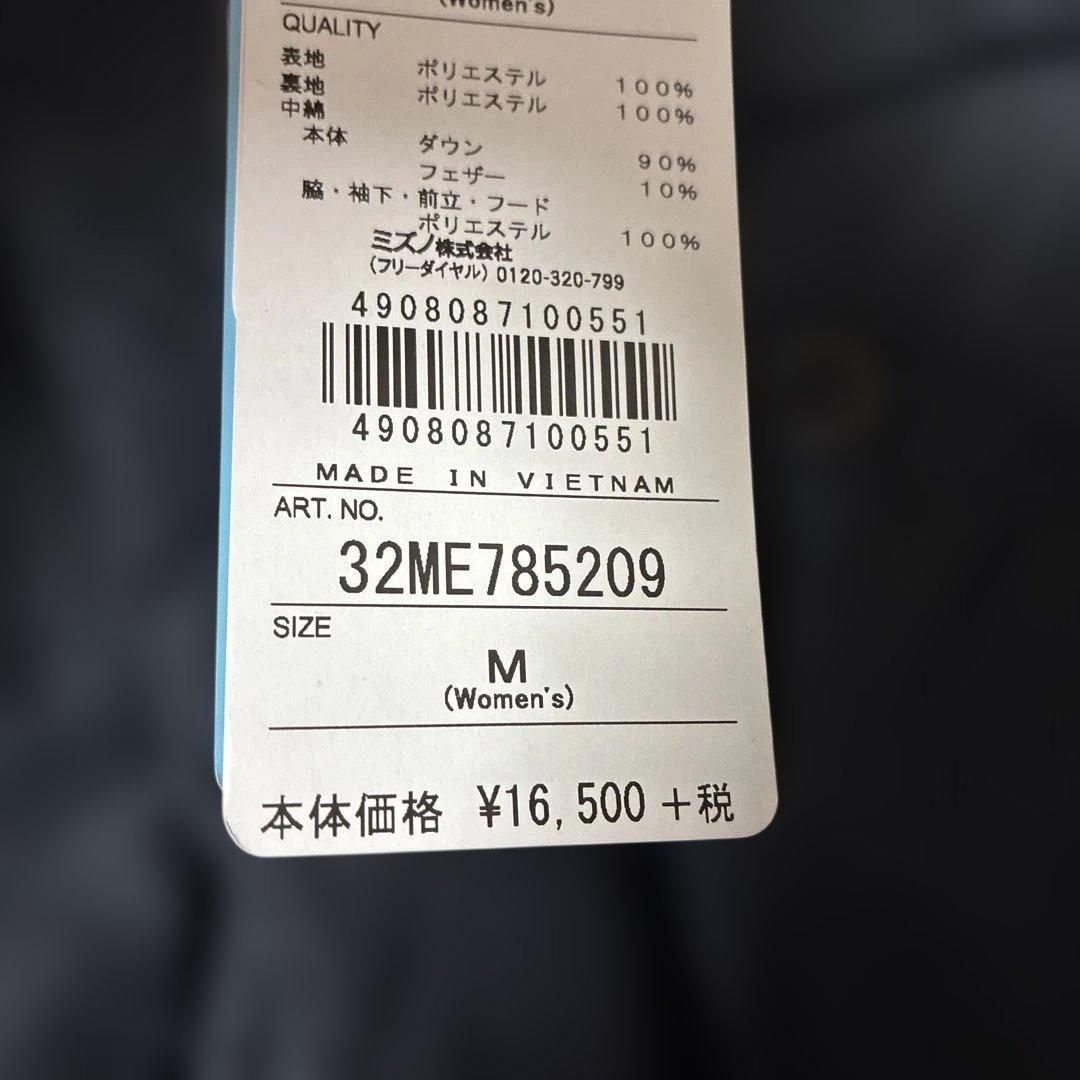 (Women's)
QUALITY
表地 ポリエステル 100%
裏地 ポリエステル 100%
中綿
本体 ダウン 90%
フェザー 10%
脇・袖下・前立・フード
ポリエステル 100%
ミズノ株式会社
(フリーダイヤル) 0120-320-799
4908087100551
4908087100551
MADE IN VIETNAM
ART. NO.
32ME785209
SIZE
M
(Women's)
本体価格 ¥16,500+税